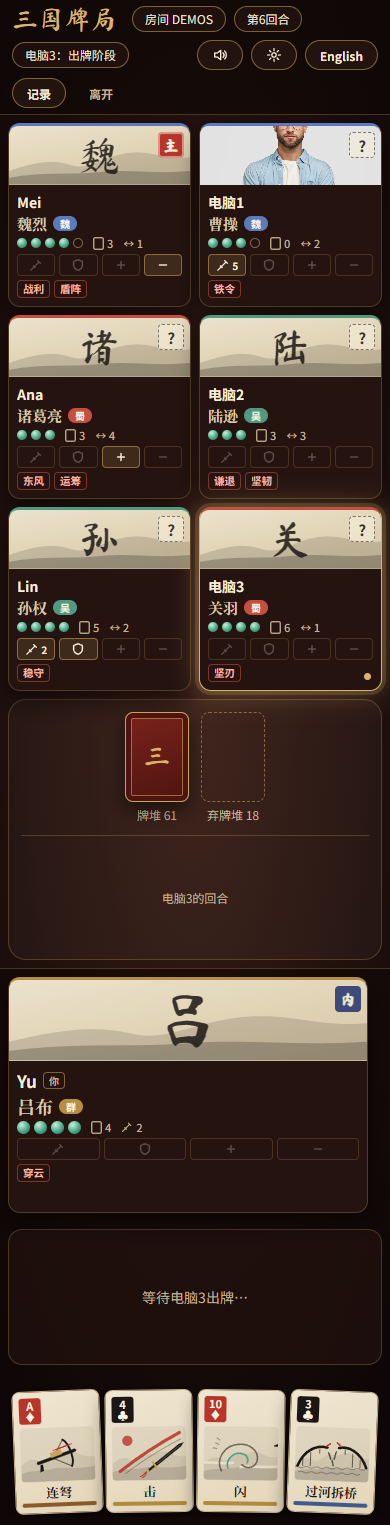 三国牌局
房间 DEMOS
第6回合
电脑3：出牌阶段
English
记录
离开
魏
主
Mei
魏烈 魏
3 ↔1
−
战利 盾阵
?
电脑1
曹操 魏
0 ↔2
5
+ −
铁令
诸
?
Ana
诸葛亮 蜀
3 ↔4
+ −
东风 运筹
陆
?
电脑2
陆逊 吴
3 ↔3
+ −
谦退 坚韧
孙
?
Lin
孙权 吴
5 ↔2
2
+ −
稳守
关
?
电脑3
关羽 蜀
6 ↔1
+ −
坚刃
三
牌堆 61
弃牌堆 18
电脑3的回合
吕
内
Yu 你
吕布 群
4 2
+ −
穿云
等待电脑3出牌…
A♦
连弩
4♣
击
10♦
闪
3♣
过河拆桥